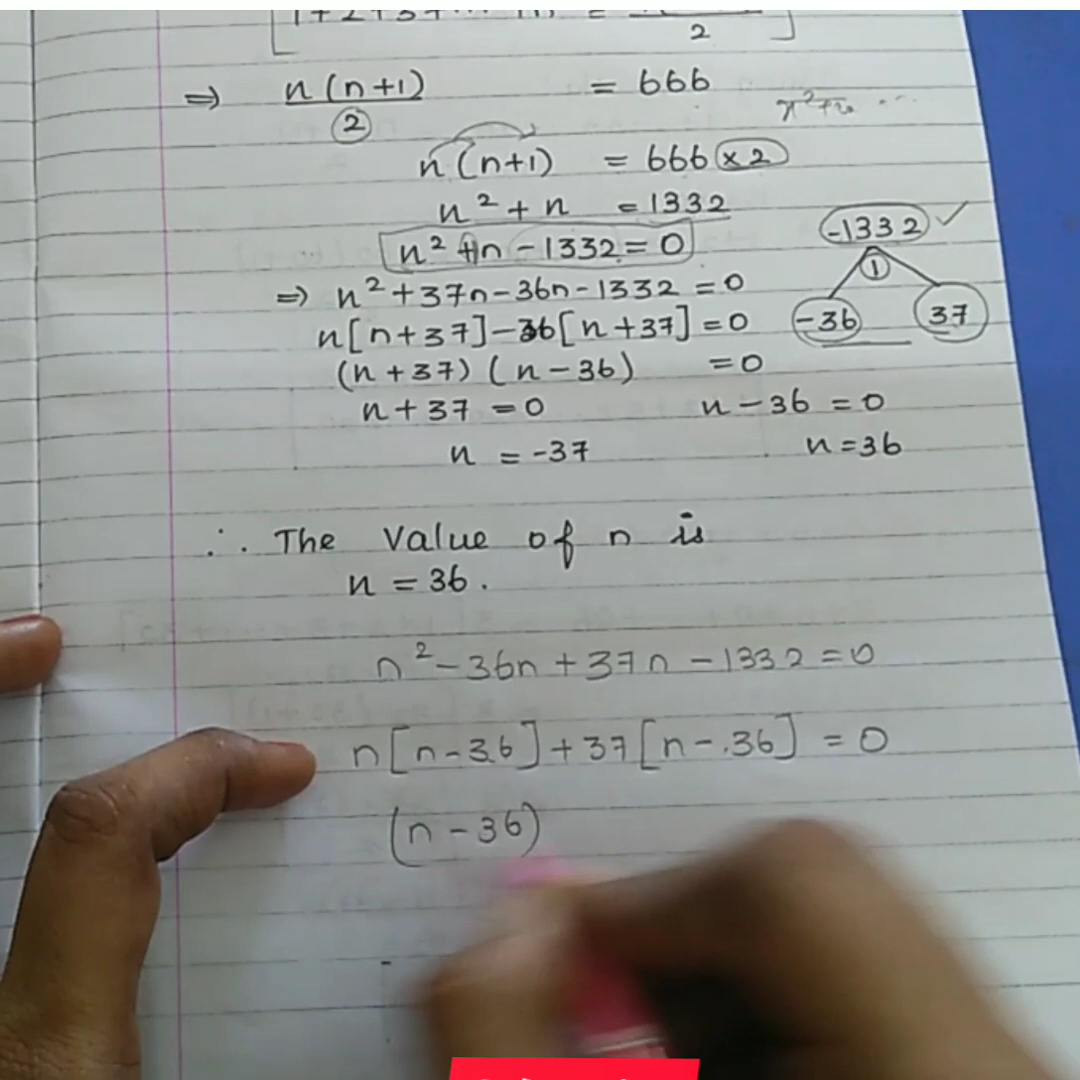 2
⇒ n(n+1)/2 = 666
x²+
n(n+1) = 666 × 2
n² + n = 1332
n² + n - 1332 = 0
-1332 ✓
1
-36 37
⇒ n² + 37n - 36n - 1332 = 0
n[n+37] - 36[n+37] = 0
(n+37)(n-36) = 0
n + 37 = 0 n - 36 = 0
n = -37 n = 36
∴ The value of n is
n = 36.
n² - 36n + 37n - 1332 = 0
n[n-36] + 37[n-36] = 0
(n-36)